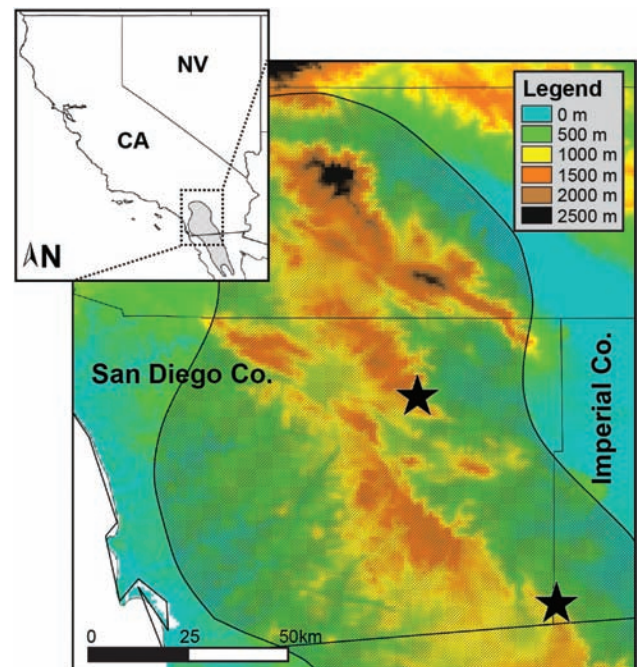 NV
CA
N
Legend
0 m
500 m
1000 m
1500 m
2000 m
2500 m
San Diego Co.
Imperial Co.
0 25 50km